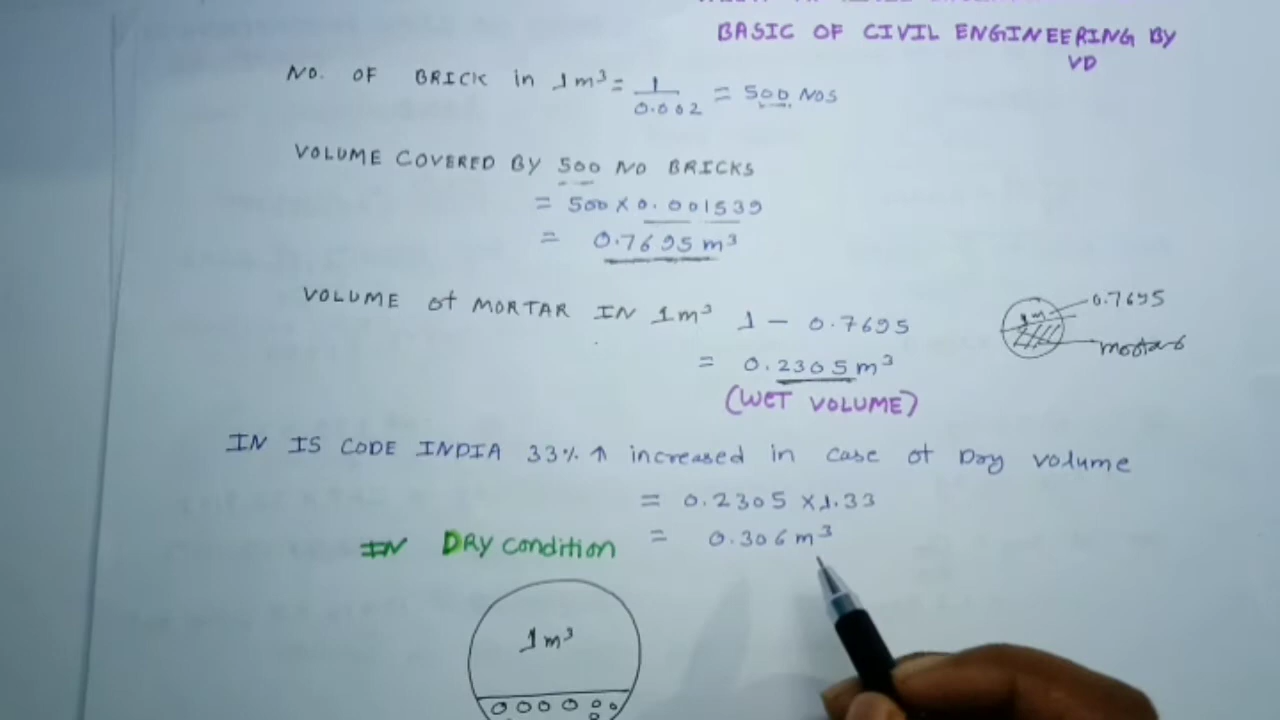 BASIC OF CIVIL ENGINEERING BY
VD
NO. OF BRICK in 1m³ = 1/0.002 = 500 NOS
VOLUME COVERED BY 500 NO BRICKS
= 500 × 0.001539
= 0.7695 m³
VOLUME of MORTAR IN 1m³ 1 - 0.7695
= 0.2305 m³
(WET VOLUME)
1m³
0.7695
mortar
IN IS CODE INDIA 33% ↑ increased in case of Dry volume
= 0.2305 × 1.33
IN DRY condition = 0.306 m³
1m³